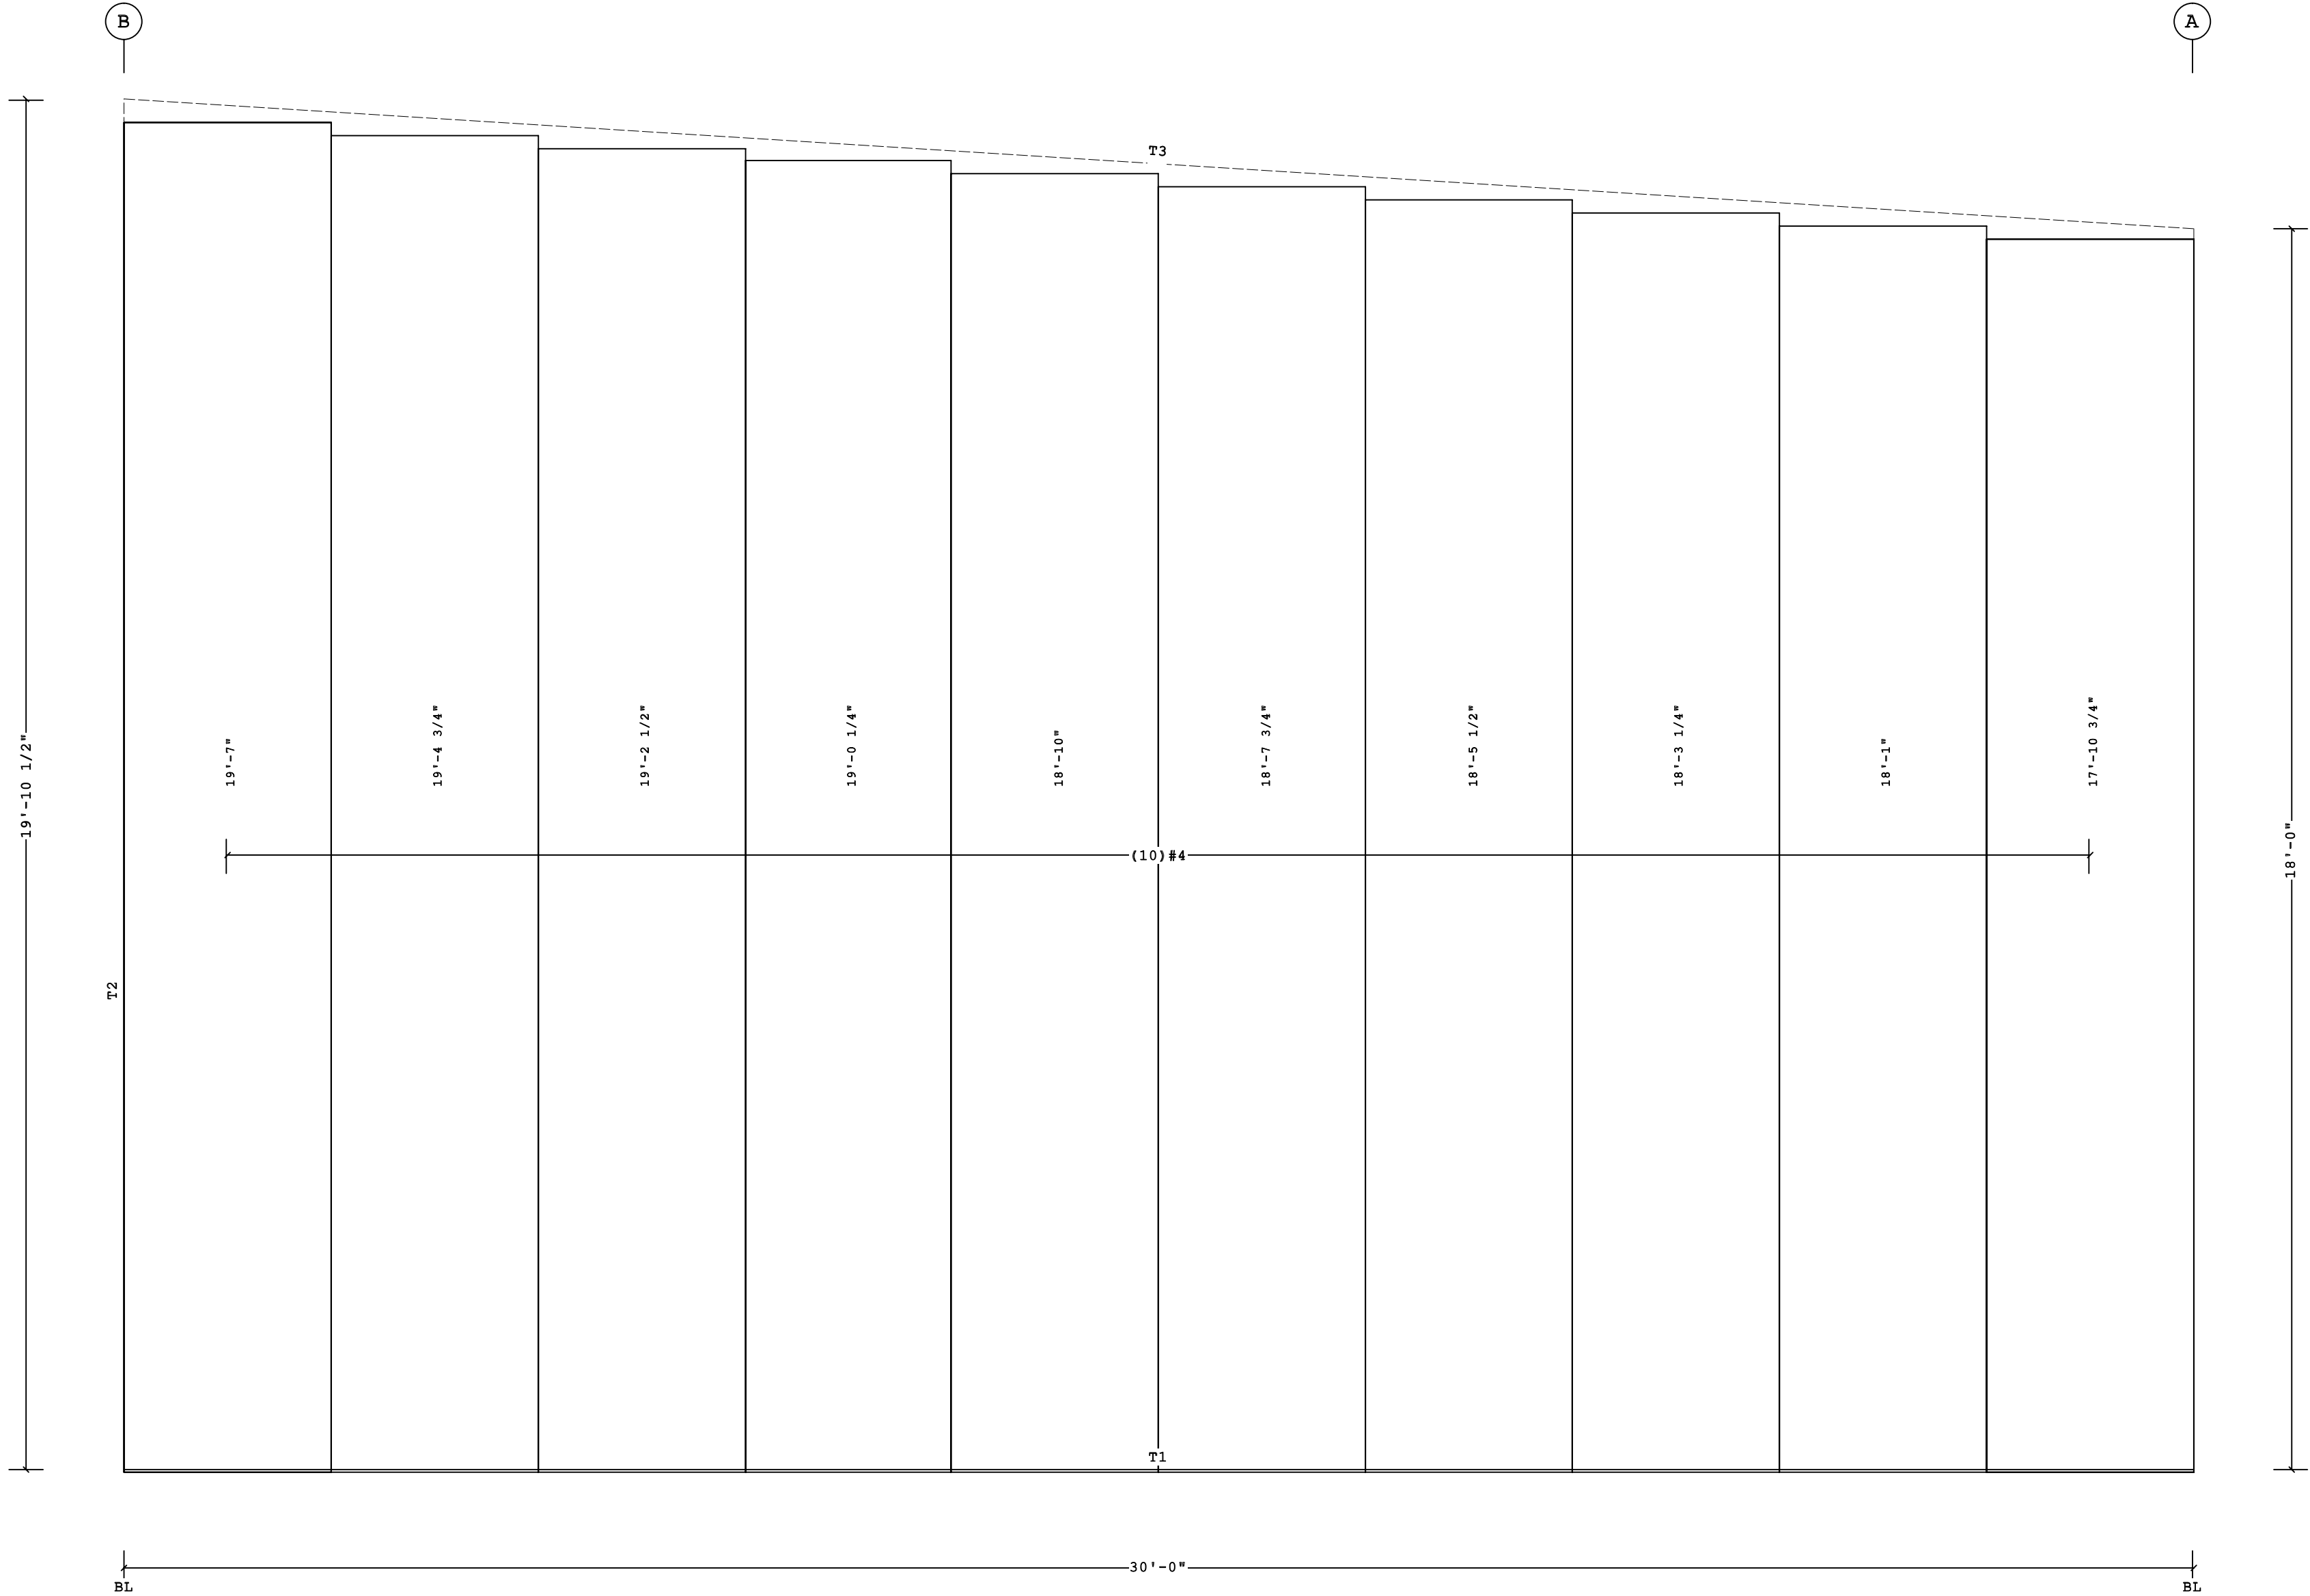 B
A
T3
19'-10 1/2"
19'-7"
19'-4 3/4"
19'-2 1/2"
19'-0 1/4"
18'-10"
18'-7 3/4"
18'-5 1/2"
18'-3 1/4"
18'-1"
17'-10 3/4"
18'-0"
(10)#4
T2
T1
30'-0"
BL
BL